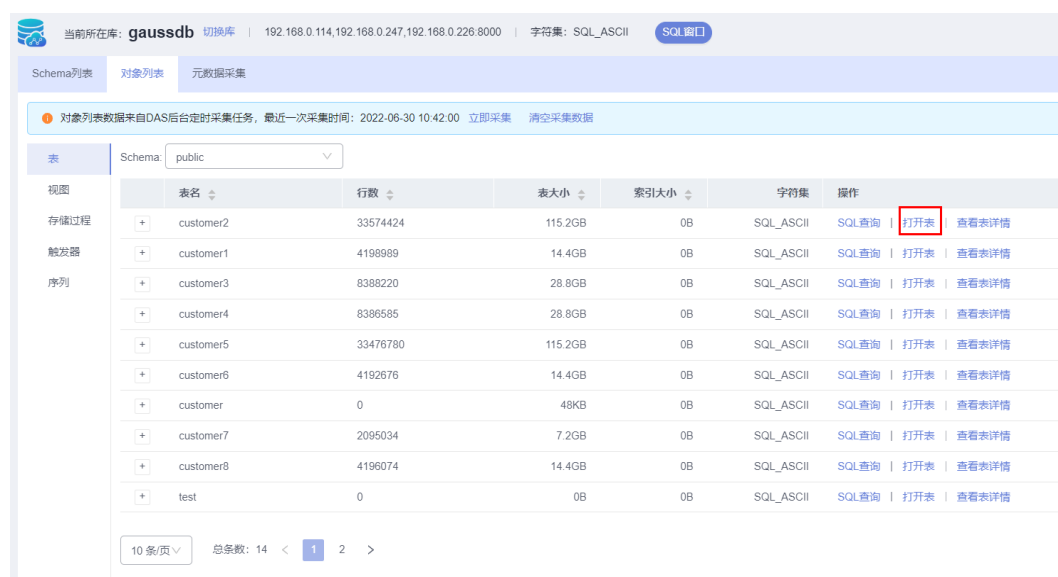 当前所在库: gaussdb 切换库 | 192.168.0.114,192.168.0.247,192.168.0.226:8000 | 字符集: SQL_ASCII SQL窗口
Schema列表 对象列表 元数据采集
对象列表数据来自DAS后台定时采集任务，最近一次采集时间：2022-06-30 10:42:00 立即采集 清空采集数据
表
视图
存储过程
触发器
序列
Schema: public
表名 行数 表大小 索引大小 字符集 操作
+ customer2 33574424 115.2GB 0B SQL_ASCII SQL查询 | 打开表 | 查看表详情
+ customer1 4198989 14.4GB 0B SQL_ASCII SQL查询 | 打开表 | 查看表详情
+ customer3 8388220 28.8GB 0B SQL_ASCII SQL查询 | 打开表 | 查看表详情
+ customer4 8386585 28.8GB 0B SQL_ASCII SQL查询 | 打开表 | 查看表详情
+ customer5 33476780 115.2GB 0B SQL_ASCII SQL查询 | 打开表 | 查看表详情
+ customer6 4192676 14.4GB 0B SQL_ASCII SQL查询 | 打开表 | 查看表详情
+ customer 0 48KB 0B SQL_ASCII SQL查询 | 打开表 | 查看表详情
+ customer7 2095034 7.2GB 0B SQL_ASCII SQL查询 | 打开表 | 查看表详情
+ customer8 4196074 14.4GB 0B SQL_ASCII SQL查询 | 打开表 | 查看表详情
+ test 0 0B 0B SQL_ASCII SQL查询 | 打开表 | 查看表详情
10 条/页 总条数: 14 < 1 2 >